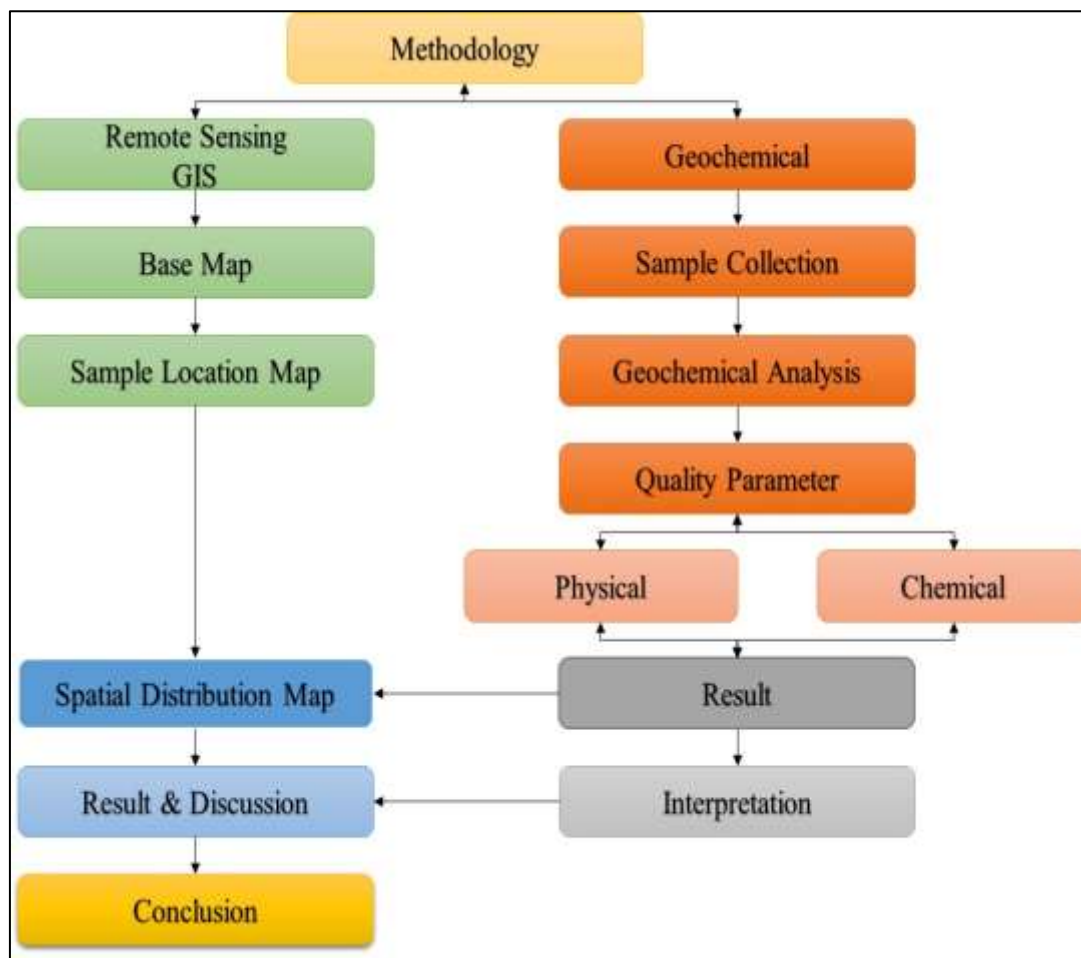 Methodology
Remote Sensing
GIS
Geochemical
Base Map
Sample Collection
Sample Location Map
Geochemical Analysis
Quality Parameter
Physical
Chemical
Spatial Distribution Map
Result
Result & Discussion
Interpretation
Conclusion